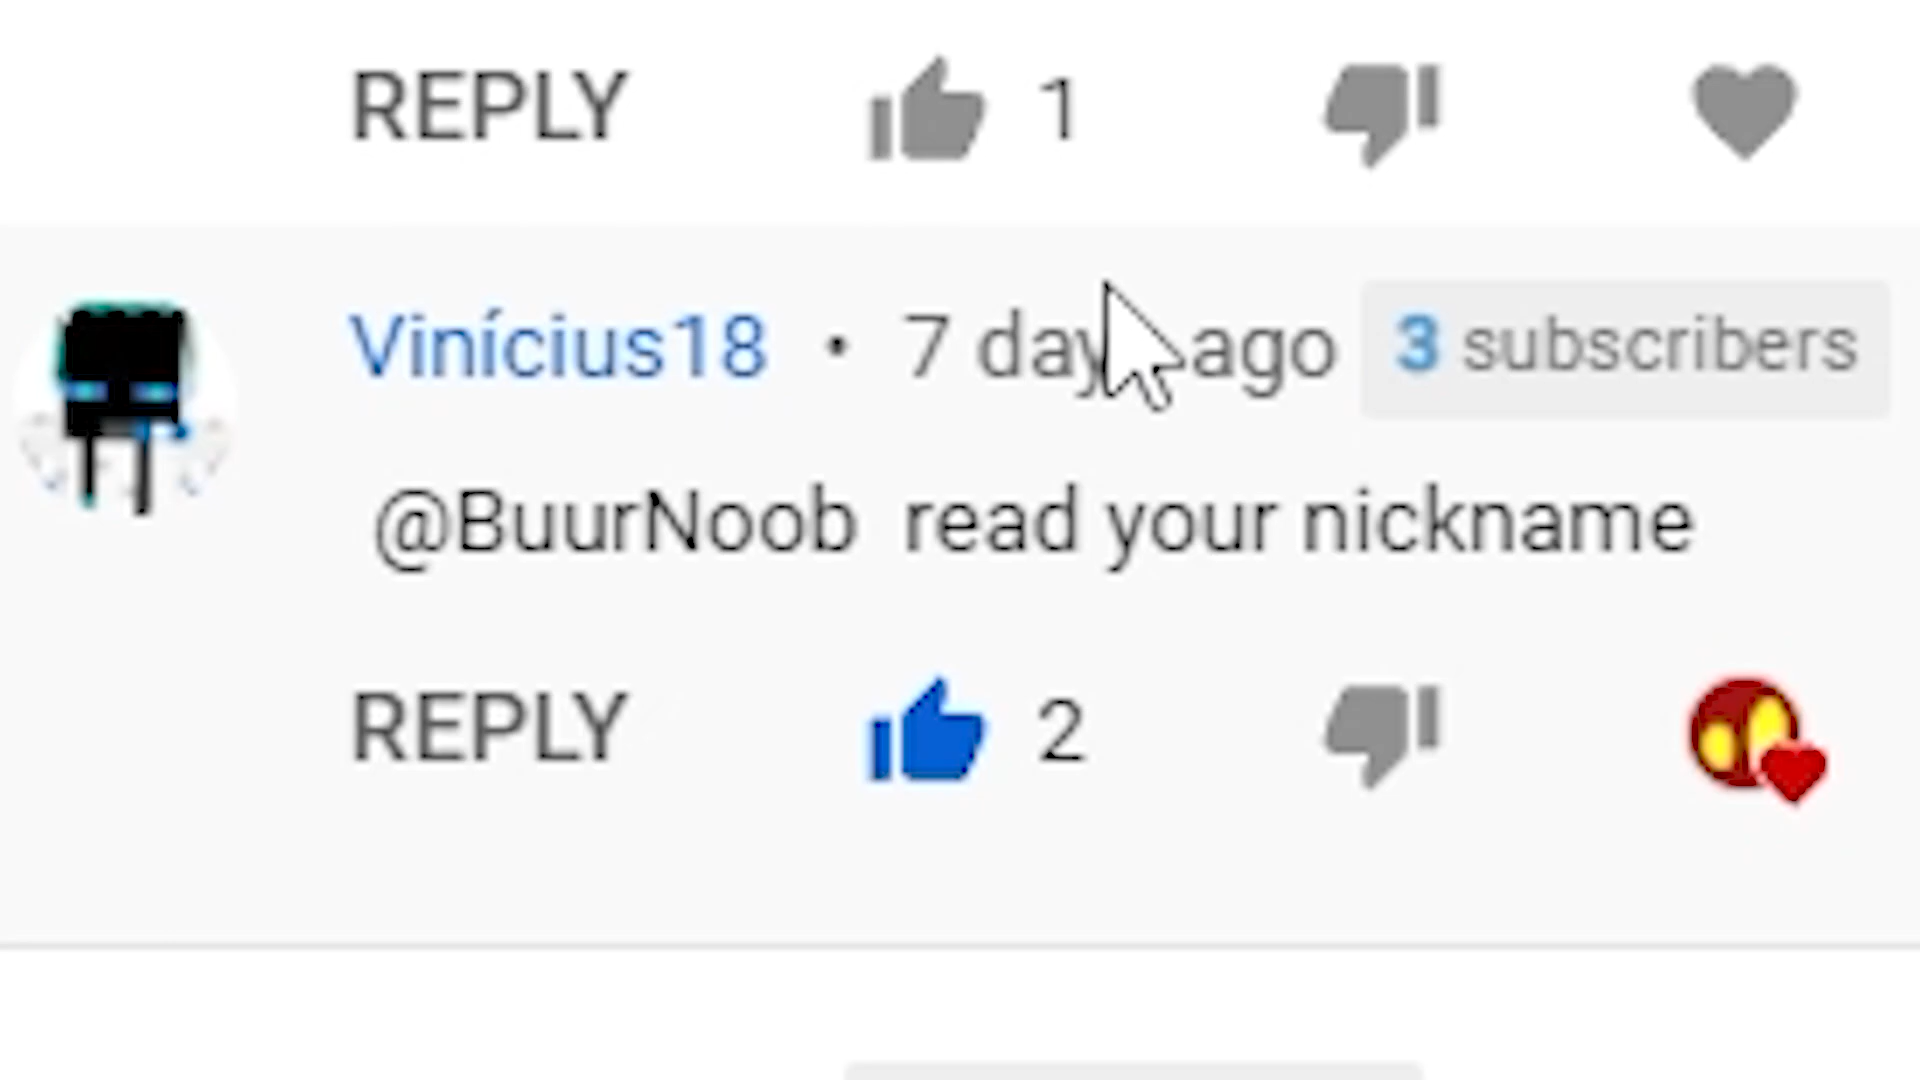 REPLY 1
Vinícius18 • 7 days ago 3 subscribers
@BuurNoob read your nickname
REPLY 2